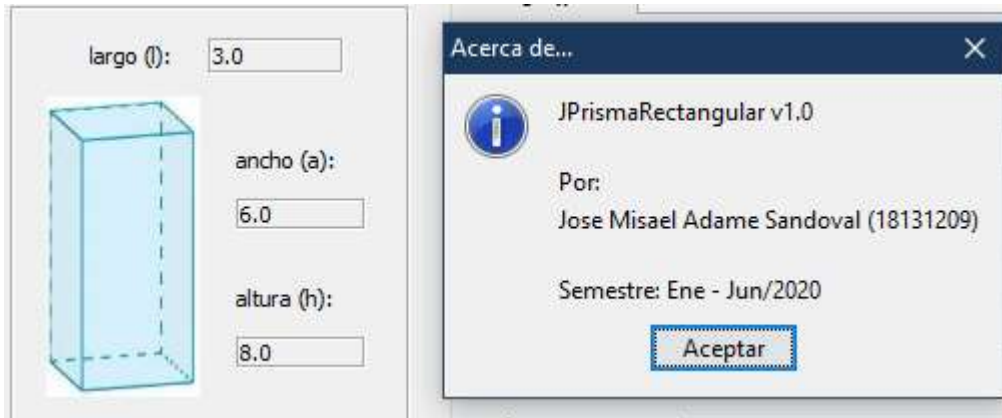 largo (l): 3.0
ancho (a):
6.0
altura (h):
8.0
Acerca de...
JPrismaRectangular v1.0
Por:
Jose Misael Adame Sandoval (18131209)
Semestre: Ene - Jun/2020
Aceptar